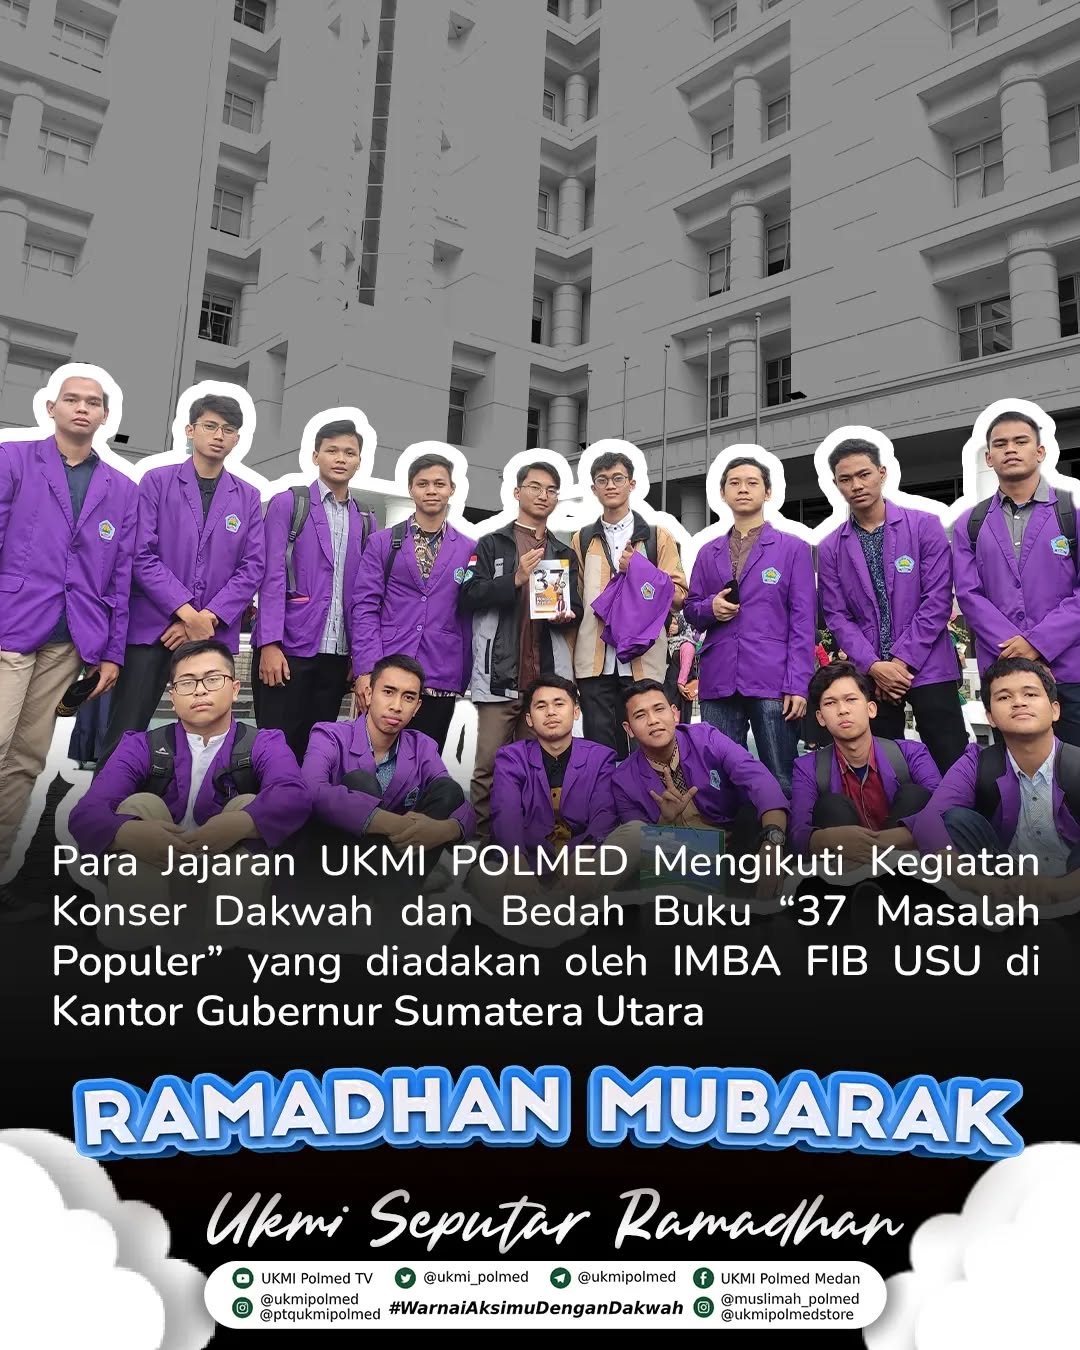 37
Para Jajaran UKMI POLMED Mengikuti Kegiatan
Konser Dakwah dan Bedah Buku “37 Masalah
Populer” yang diadakan oleh IMBA FIB USU di
Kantor Gubernur Sumatera Utara
RAMADHAN MUBARAK
Ukmi Seputar Ramadhan
UKMI Polmed TV @ukmi_polmed @ukmipolmed UKMI Polmed Medan
@ukmipolmed
@ptqukmipolmed
#WarnaiAksimuDenganDakwah
@muslimah_polmed
@ukmipolmedstore